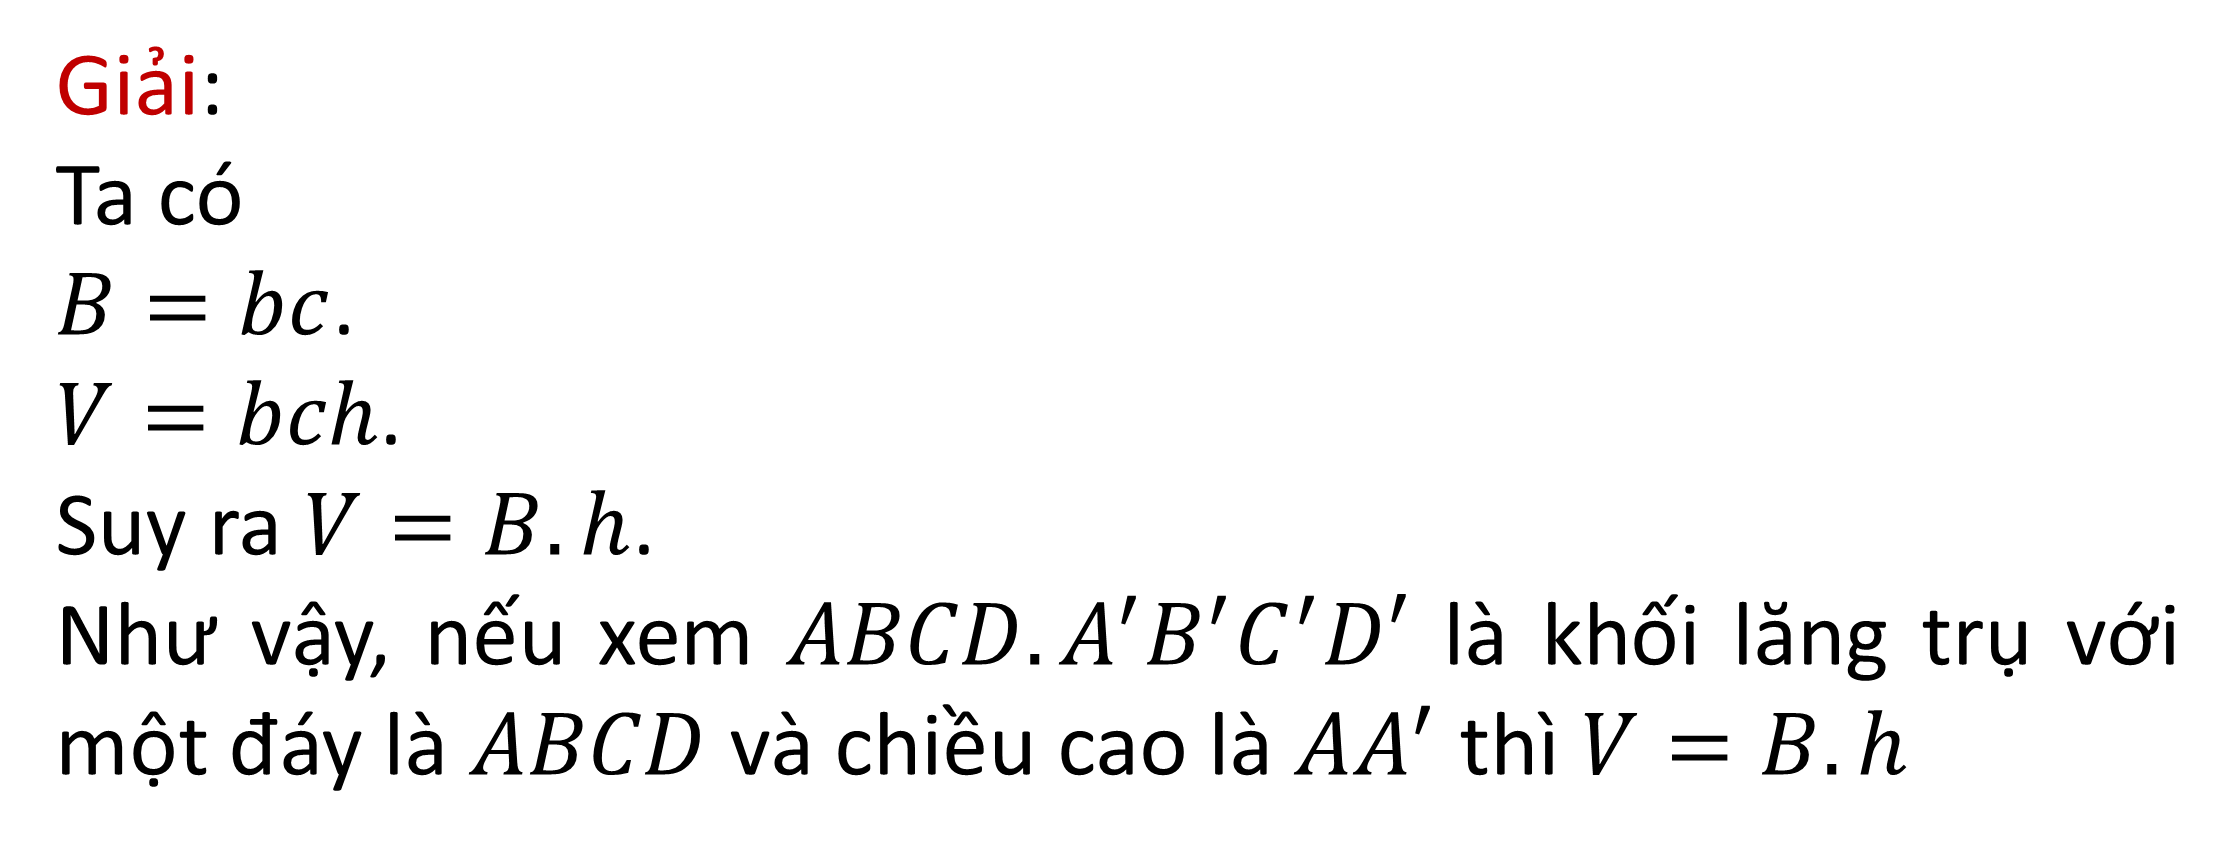 Giải:
Ta có
B = bc.
V = bch.
Suy ra V = B.h.
Như vậy, nếu xem ABCD.A′B′C′D′ là khối lăng trụ với
một đáy là ABCD và chiều cao là AA′ thì V = B.h